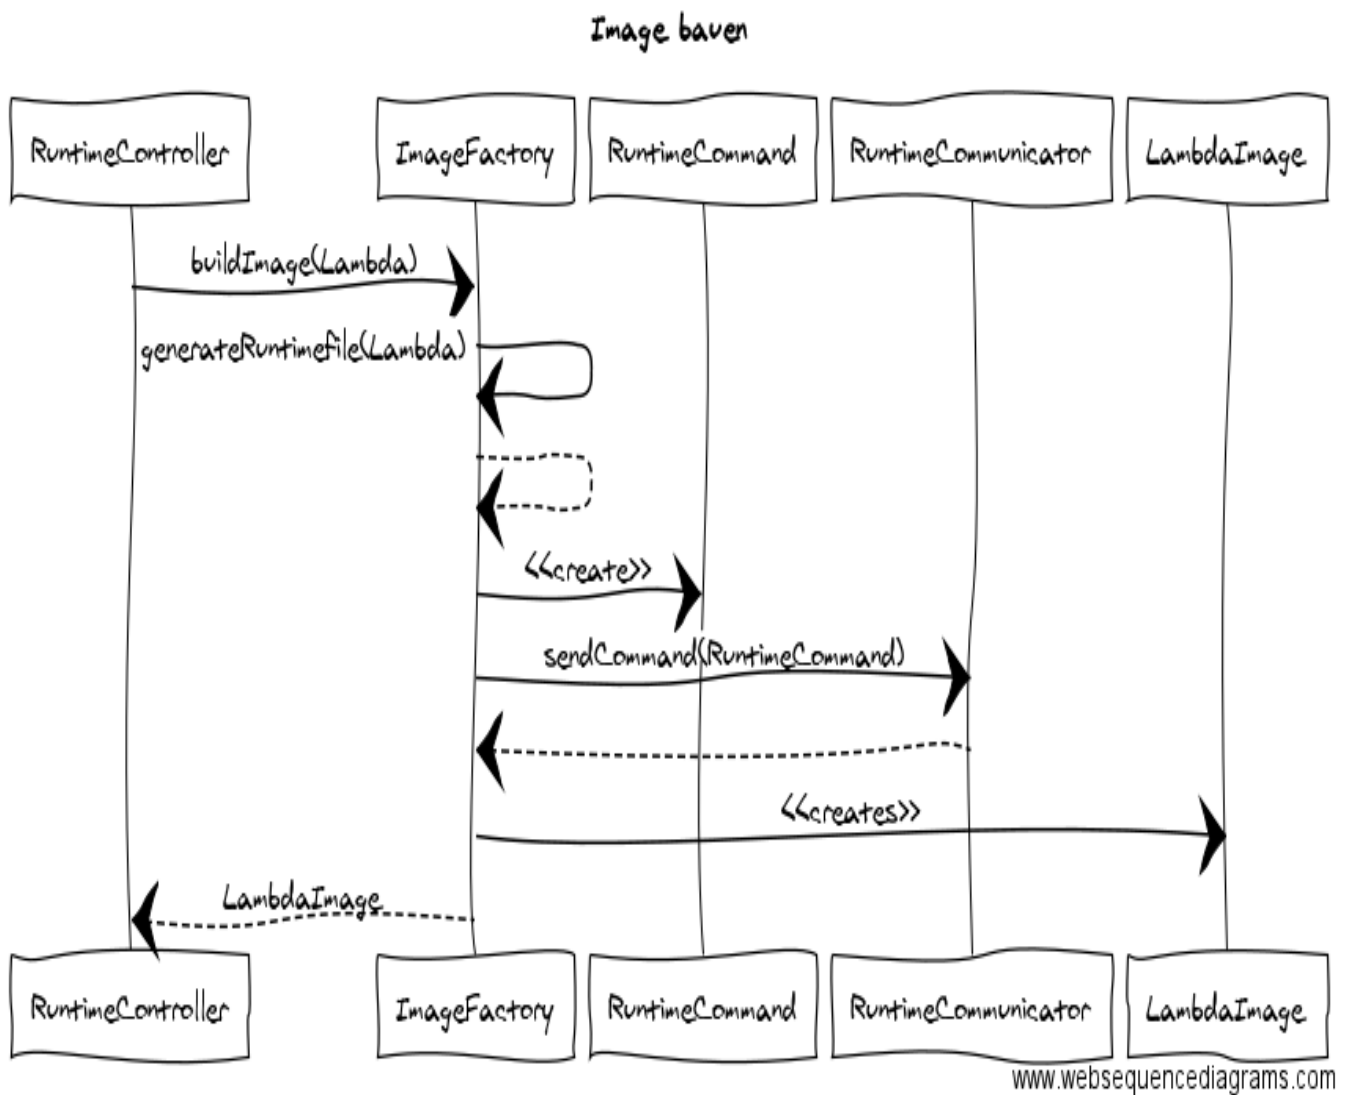 Image bauen
RuntimeController
ImageFactory
RuntimeCommand
RuntimeCommunicator
LambdaImage
buildImage(Lambda)
generateRuntimefile(Lambda)
<<create>>
sendCommand(RuntimeCommand)
<<creates>>
LambdaImage
RuntimeController
ImageFactory
RuntimeCommand
RuntimeCommunicator
LambdaImage
www.websequencediagrams.com